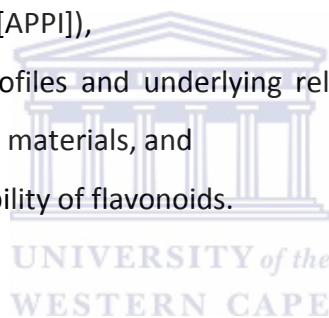 [APPI]),
ofiles and underlying rel
materials, and
bility of flavonoids.
UNIVERSITY of the
WESTERN CAPE